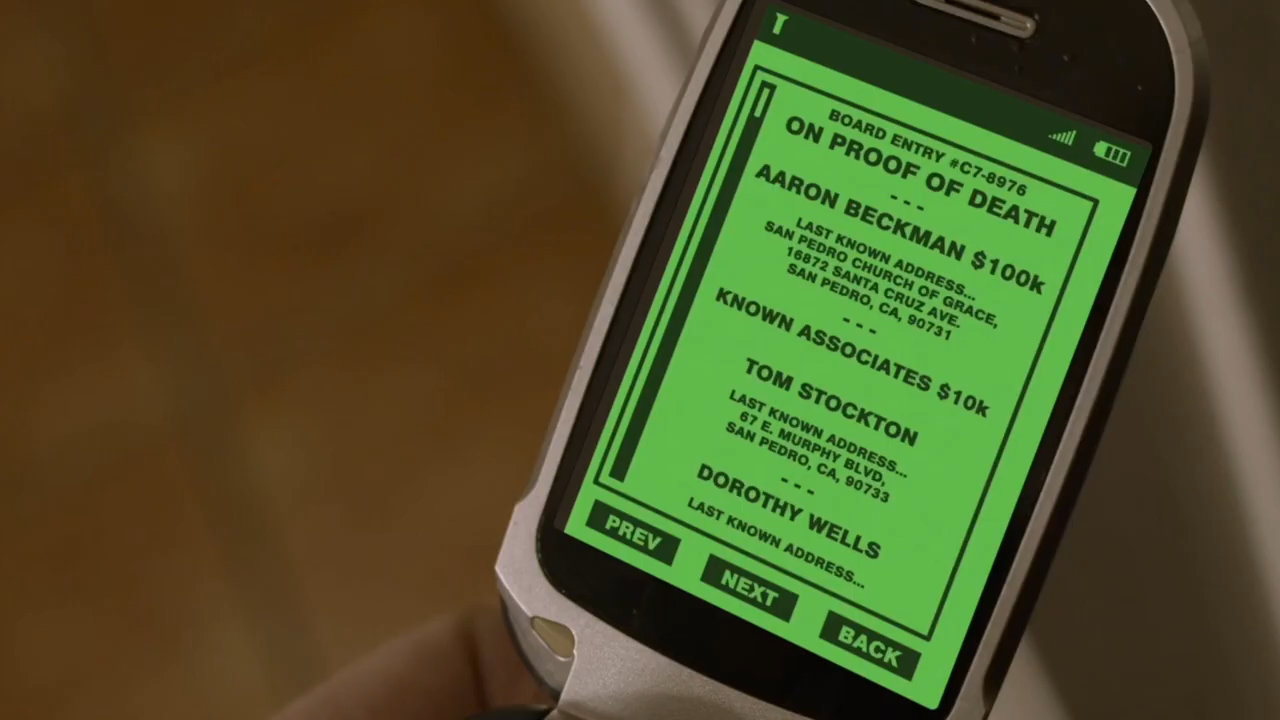 BOARD ENTRY #C7-8976
ON PROOF OF DEATH
---
AARON BECKMAN $100k
LAST KNOWN ADDRESS...
SAN PEDRO CHURCH OF GRACE,
16872 SANTA CRUZ AVE.
SAN PEDRO, CA, 90731
---
KNOWN ASSOCIATES $10k
TOM STOCKTON
LAST KNOWN ADDRESS...
67 E. MURPHY BLVD,
SAN PEDRO, CA, 90733
---
DOROTHY WELLS
LAST KNOWN ADDRESS...
PREV
NEXT
BACK